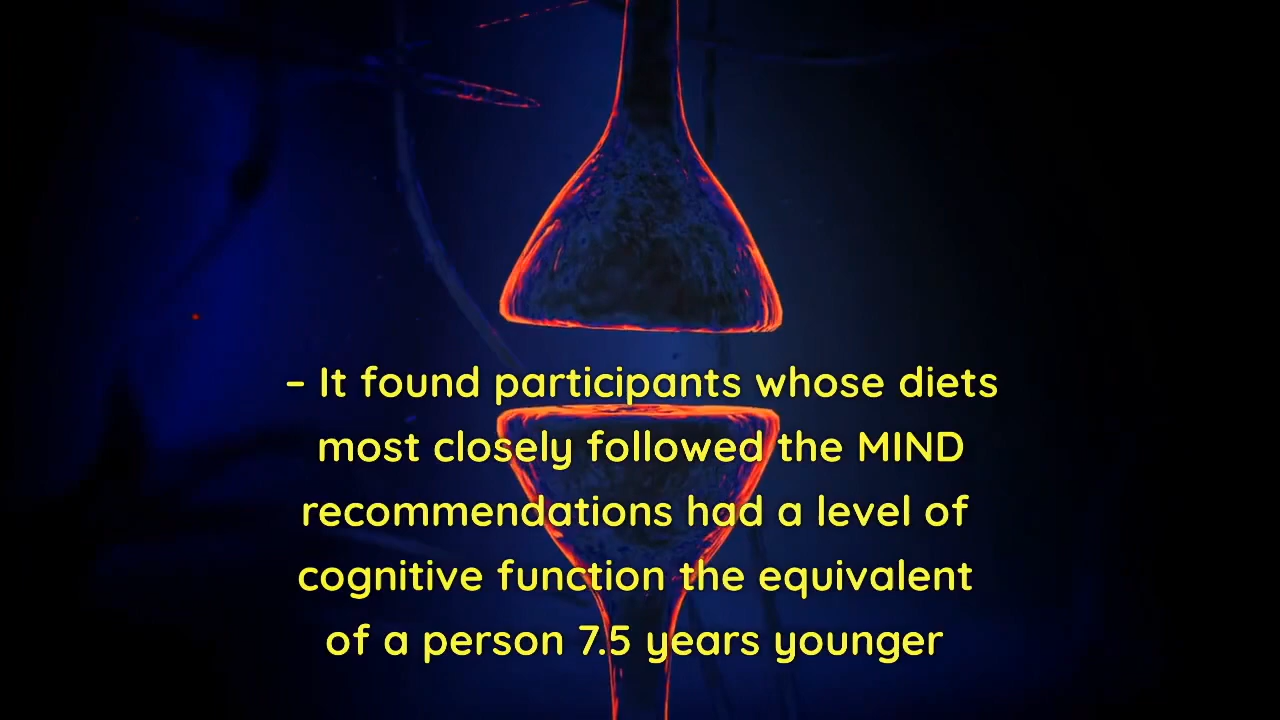 – It found participants whose diets
most closely followed the MIND
recommendations had a level of
cognitive function the equivalent
of a person 7.5 years younger